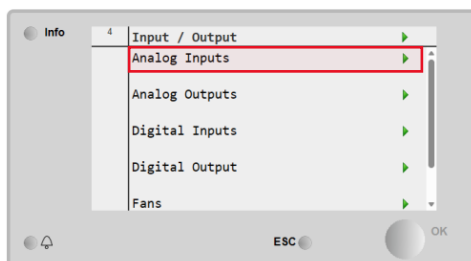 Info
4 Input / Output
Analog Inputs
Analog Outputs
Digital Inputs
Digital Output
Fans
ESC
OK